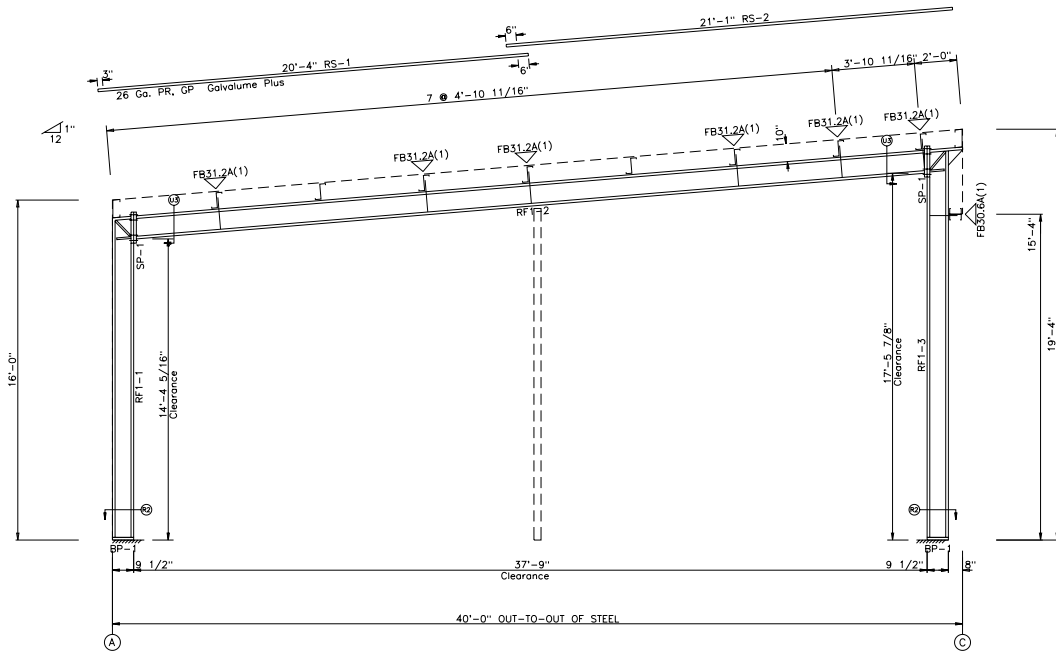 21'-1" RS-2
6"
20'-4" RS-1
3"
6"
26 Ga. PR, GP Galvalume Plus
3'-10 11/16"
2'-0"
7 @ 4'-10 11/16"
1"
12
FB31.2A(1)
FB31.2A(1)
FB31.2A(1)
FB31.2A(1)
FB31.2A(1)
FB31.2A(1)
10"
U3
U3
RF1-2
SP-1
SP-1
FB30.6A(1)
15'-4"
19'-4"
16'-0"
RF1-1
14'-4 5/16"
Clearance
17'-5 7/8"
Clearance
RF1-3
R2
R2
BP-1
BP-1
9 1/2"
37'-9"
Clearance
9 1/2"
8"
40'-0" OUT-TO-OUT OF STEEL
A
C